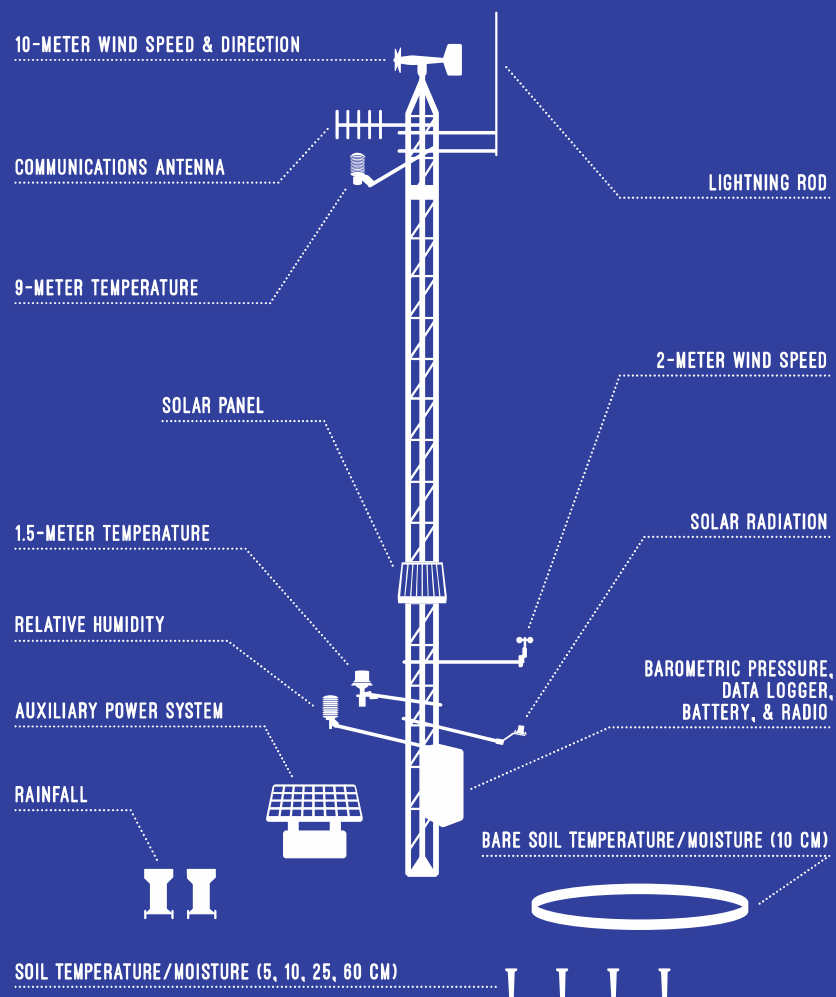 10-METER WIND SPEED & DIRECTION
COMMUNICATIONS ANTENNA
LIGHTNING ROD
9-METER TEMPERATURE
2-METER WIND SPEED
SOLAR PANEL
SOLAR RADIATION
1.5-METER TEMPERATURE
RELATIVE HUMIDITY
BAROMETRIC PRESSURE,
DATA LOGGER,
BATTERY, & RADIO
AUXILIARY POWER SYSTEM
RAINFALL
BARE SOIL TEMPERATURE/MOISTURE (10 CM)
SOIL TEMPERATURE/MOISTURE (5, 10, 25, 60 CM)